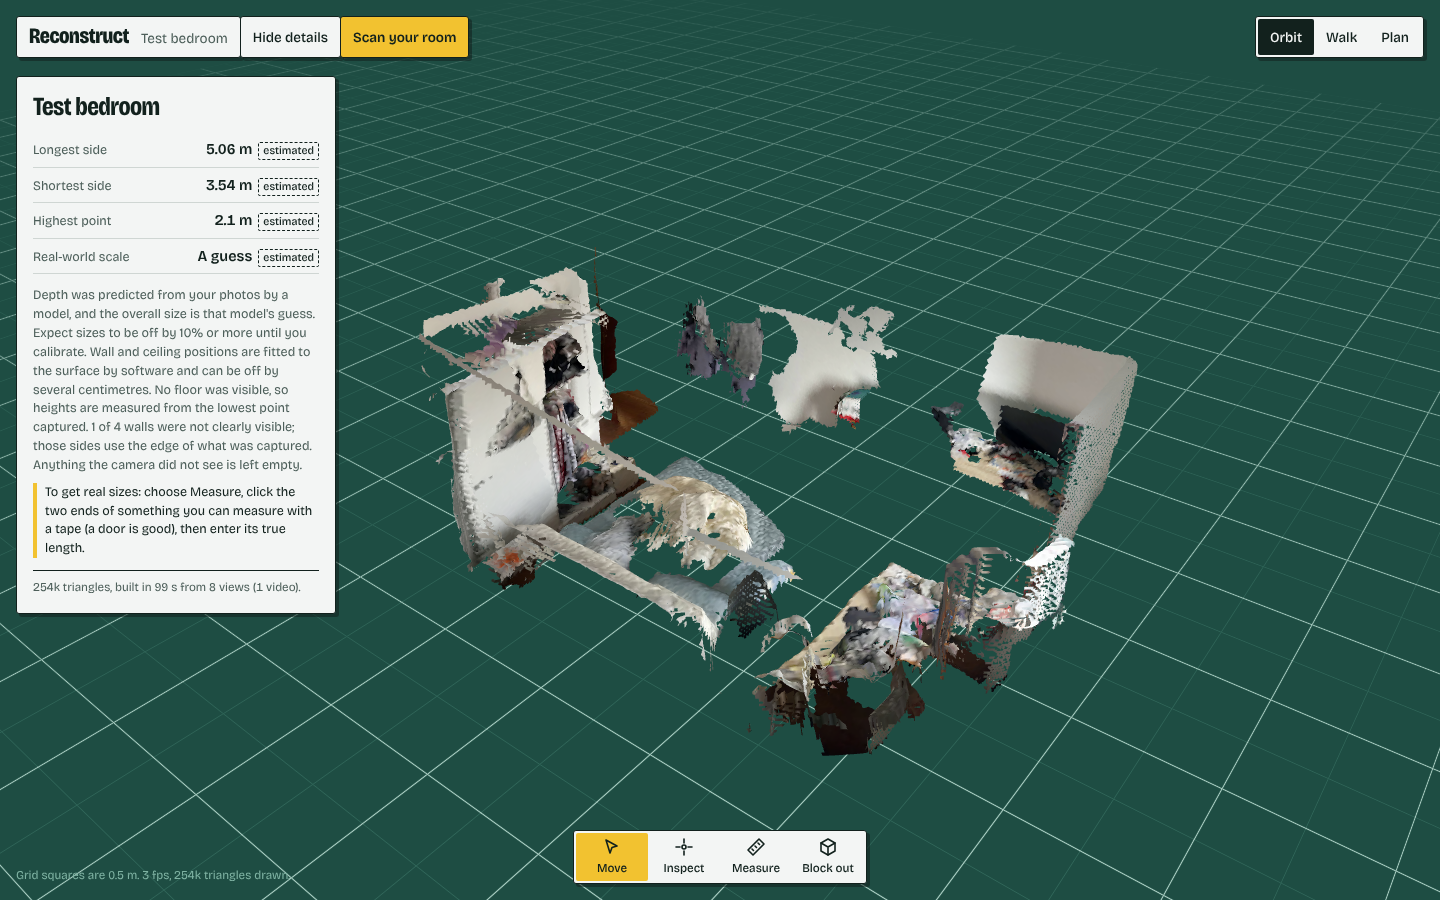 Reconstruct Test bedroom
Hide details
Scan your room
Orbit
Walk
Plan
Test bedroom
Longest side 5.06 m estimated
Shortest side 3.54 m estimated
Highest point 2.1 m estimated
Real-world scale A guess estimated
Depth was predicted from your photos by a
model, and the overall size is that model's guess.
Expect sizes to be off by 10% or more until you
calibrate. Wall and ceiling positions are fitted to
the surface by software and can be off by
several centimetres. No floor was visible, so
heights are measured from the lowest point
captured. 1 of 4 walls were not clearly visible;
those sides use the edge of what was captured.
Anything the camera did not see is left empty.
To get real sizes: choose Measure, click the
two ends of something you can measure with
a tape (a door is good), then enter its true
length.
254k triangles, built in 99 s from 8 views (1 video).
Move
Inspect
Measure
Block out
Grid squares are 0.5 m. 3 fps, 254k triangles drawn.